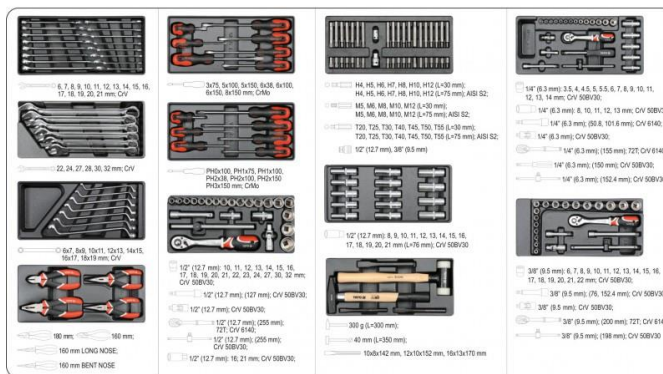 6, 7, 8, 9, 10, 11, 12, 13, 14, 15, 16,
17, 18, 19, 20, 21 mm; CrV
22, 24, 27, 28, 30, 32 mm; CrV
6x7, 8x9, 10x11, 12x13, 14x15,
16x17, 18x19 mm; CrV
180 mm; 160 mm;
160 mm LONG NOSE;
160 mm BENT NOSE
3x75, 5x100, 5x150, 6x38, 6x100,
6x150, 8x150 mm; CrMo
PH0x100, PH1x75, PH1x100,
PH2x38, PH2x100, PH2x150
PH3x150 mm; CrMo
1/2" (12.7 mm): 10, 11, 12, 13, 14, 15, 16,
17, 18, 19, 20, 21, 22, 23, 24, 27, 30, 32 mm;
CrV 50BV30;
1/2" (12.7 mm); (127 mm); CrV 50BV30;
1/2" (12.7 mm); CrV 50BV30;
1/2" (12.7 mm); (255 mm);
72T; CrV 6140;
1/2" (12.7 mm); (255 mm);
CrV 50BV30;
1/2" (12.7 mm): 16; 21 mm; CrV 50BV30;
H4, H5, H6, H7, H8, H10, H12 (L=30 mm);
H4, H5, H6, H7, H8, H10, H12 (L=75 mm); AISI S2;
M5, M6, M8, M10, M12 (L=30 mm);
M5, M6, M8, M10, M12 (L=75 mm); AISI S2;
T20, T25, T30, T40, T45, T50, T55 (L=30 mm);
T20, T25, T30, T40, T45, T50, T55 (L=75 mm); AISI S2;
1/2" (12.7 mm), 3/8" (9.5 mm)
1/2" (12.7 mm): 8, 9, 10, 11, 12, 13, 14, 15, 16,
17, 18, 19, 20, 21 mm (L=76 mm); CrV 50BV30
300 g (L=300 mm);
40 mm (L=350 mm);
10x8x142 mm, 12x10x152 mm, 16x13x170 mm
1/4" (6.3 mm): 3.5, 4, 4.5, 5, 5.5, 6, 7, 8, 9, 10, 11,
12, 13, 14 mm; CrV 50BV30;
1/4" (6.3 mm): 8, 10, 11, 12, 13 mm; CrV 50BV30;
1/4" (6.3 mm); (50.8, 101.6 mm); CrV 6140;
1/4" (6.3 mm); CrV 50BV30;
1/4" (6.3 mm); (155 mm); 72T; CrV 6140
1/4" (6.3 mm); (150 mm); CrV 50BV30;
1/4" (6.3 mm); (152.4 mm); CrV 50BV30;
3/8" (9.5 mm): 6, 7, 8, 9, 10, 11, 12, 13, 14, 15, 16,
17, 18, 19, 20, 21, 22 mm; CrV 50BV30;
3/8" (9.5 mm); (76, 152.4 mm); CrV 50BV30;
3/8" (9.5 mm); CrV 50BV30;
3/8" (9.5 mm); (200 mm); 72T; CrV 614
3/8" (9.5 mm); (198 mm); CrV 50BV30